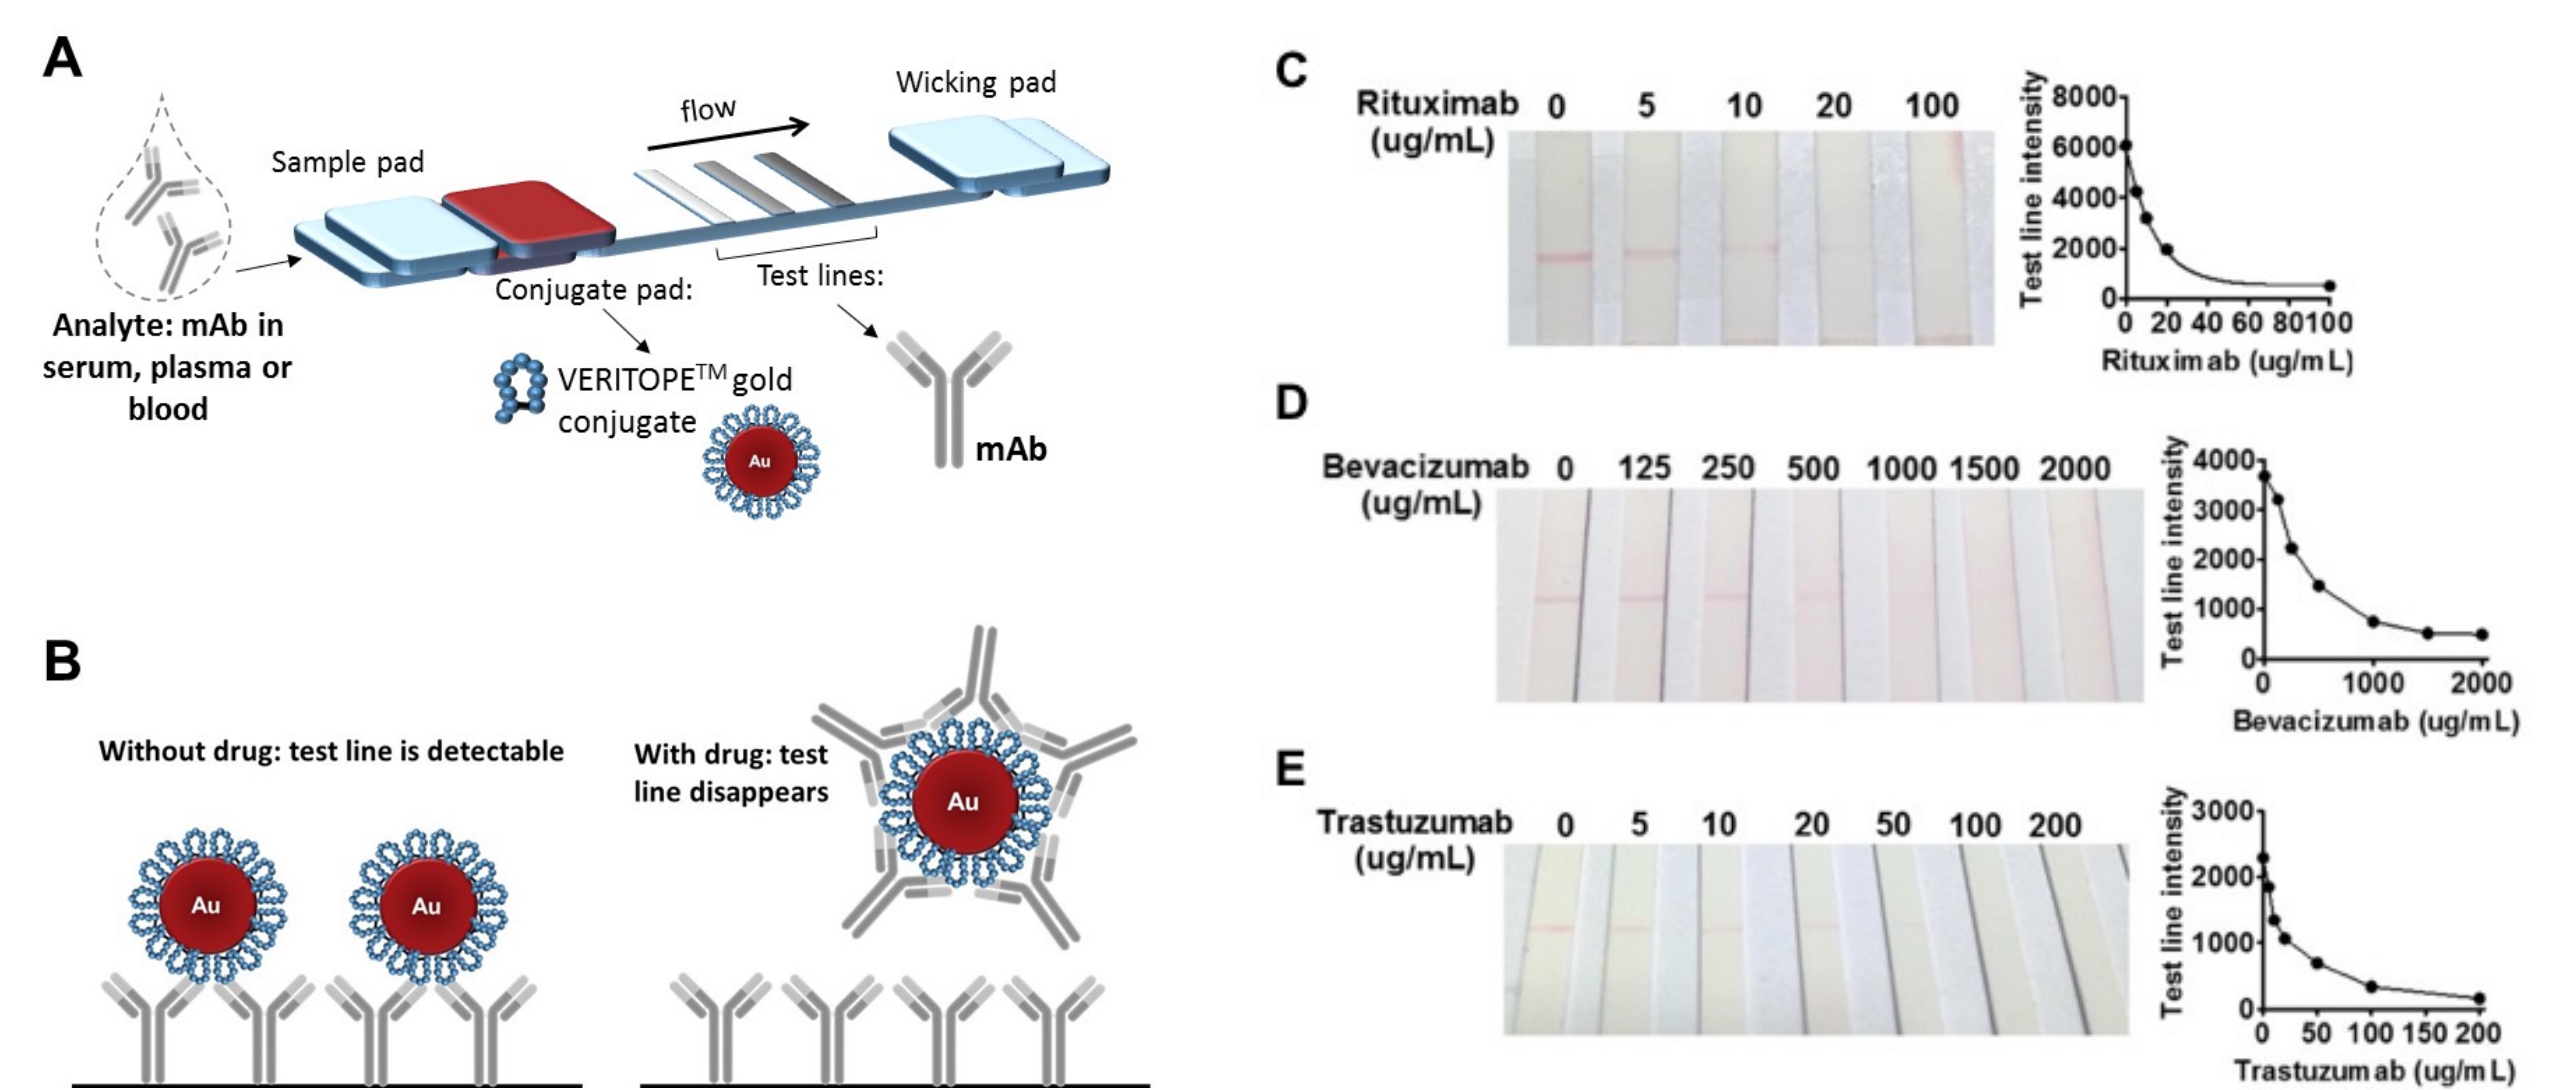 A
Sample pad
flow
Wicking pad
Conjugate pad:
Test lines:
Analyte: mAb in
serum, plasma or
blood
VERITOPE™ gold
conjugate
Au
mAb
B
Without drug: test line is detectable
With drug: test
line disappears
Au
Au
Au
C
Rituximab 0 5 10 20 100
(ug/mL)
Test line intensity
8000
6000
4000
2000
0
0 20 40 60 80 100
Rituximab (ug/mL)
D
Bevacizumab 0 125 250 500 1000 1500 2000
(ug/mL)
Test line intensity
4000
3000
2000
1000
0
0 1000 2000
Bevacizumab (ug/mL)
E
Trastuzumab 0 5 10 20 50 100 200
(ug/mL)
Test line intensity
3000
2000
1000
0
0 50 100 150 200
Trastuzumab (ug/mL)